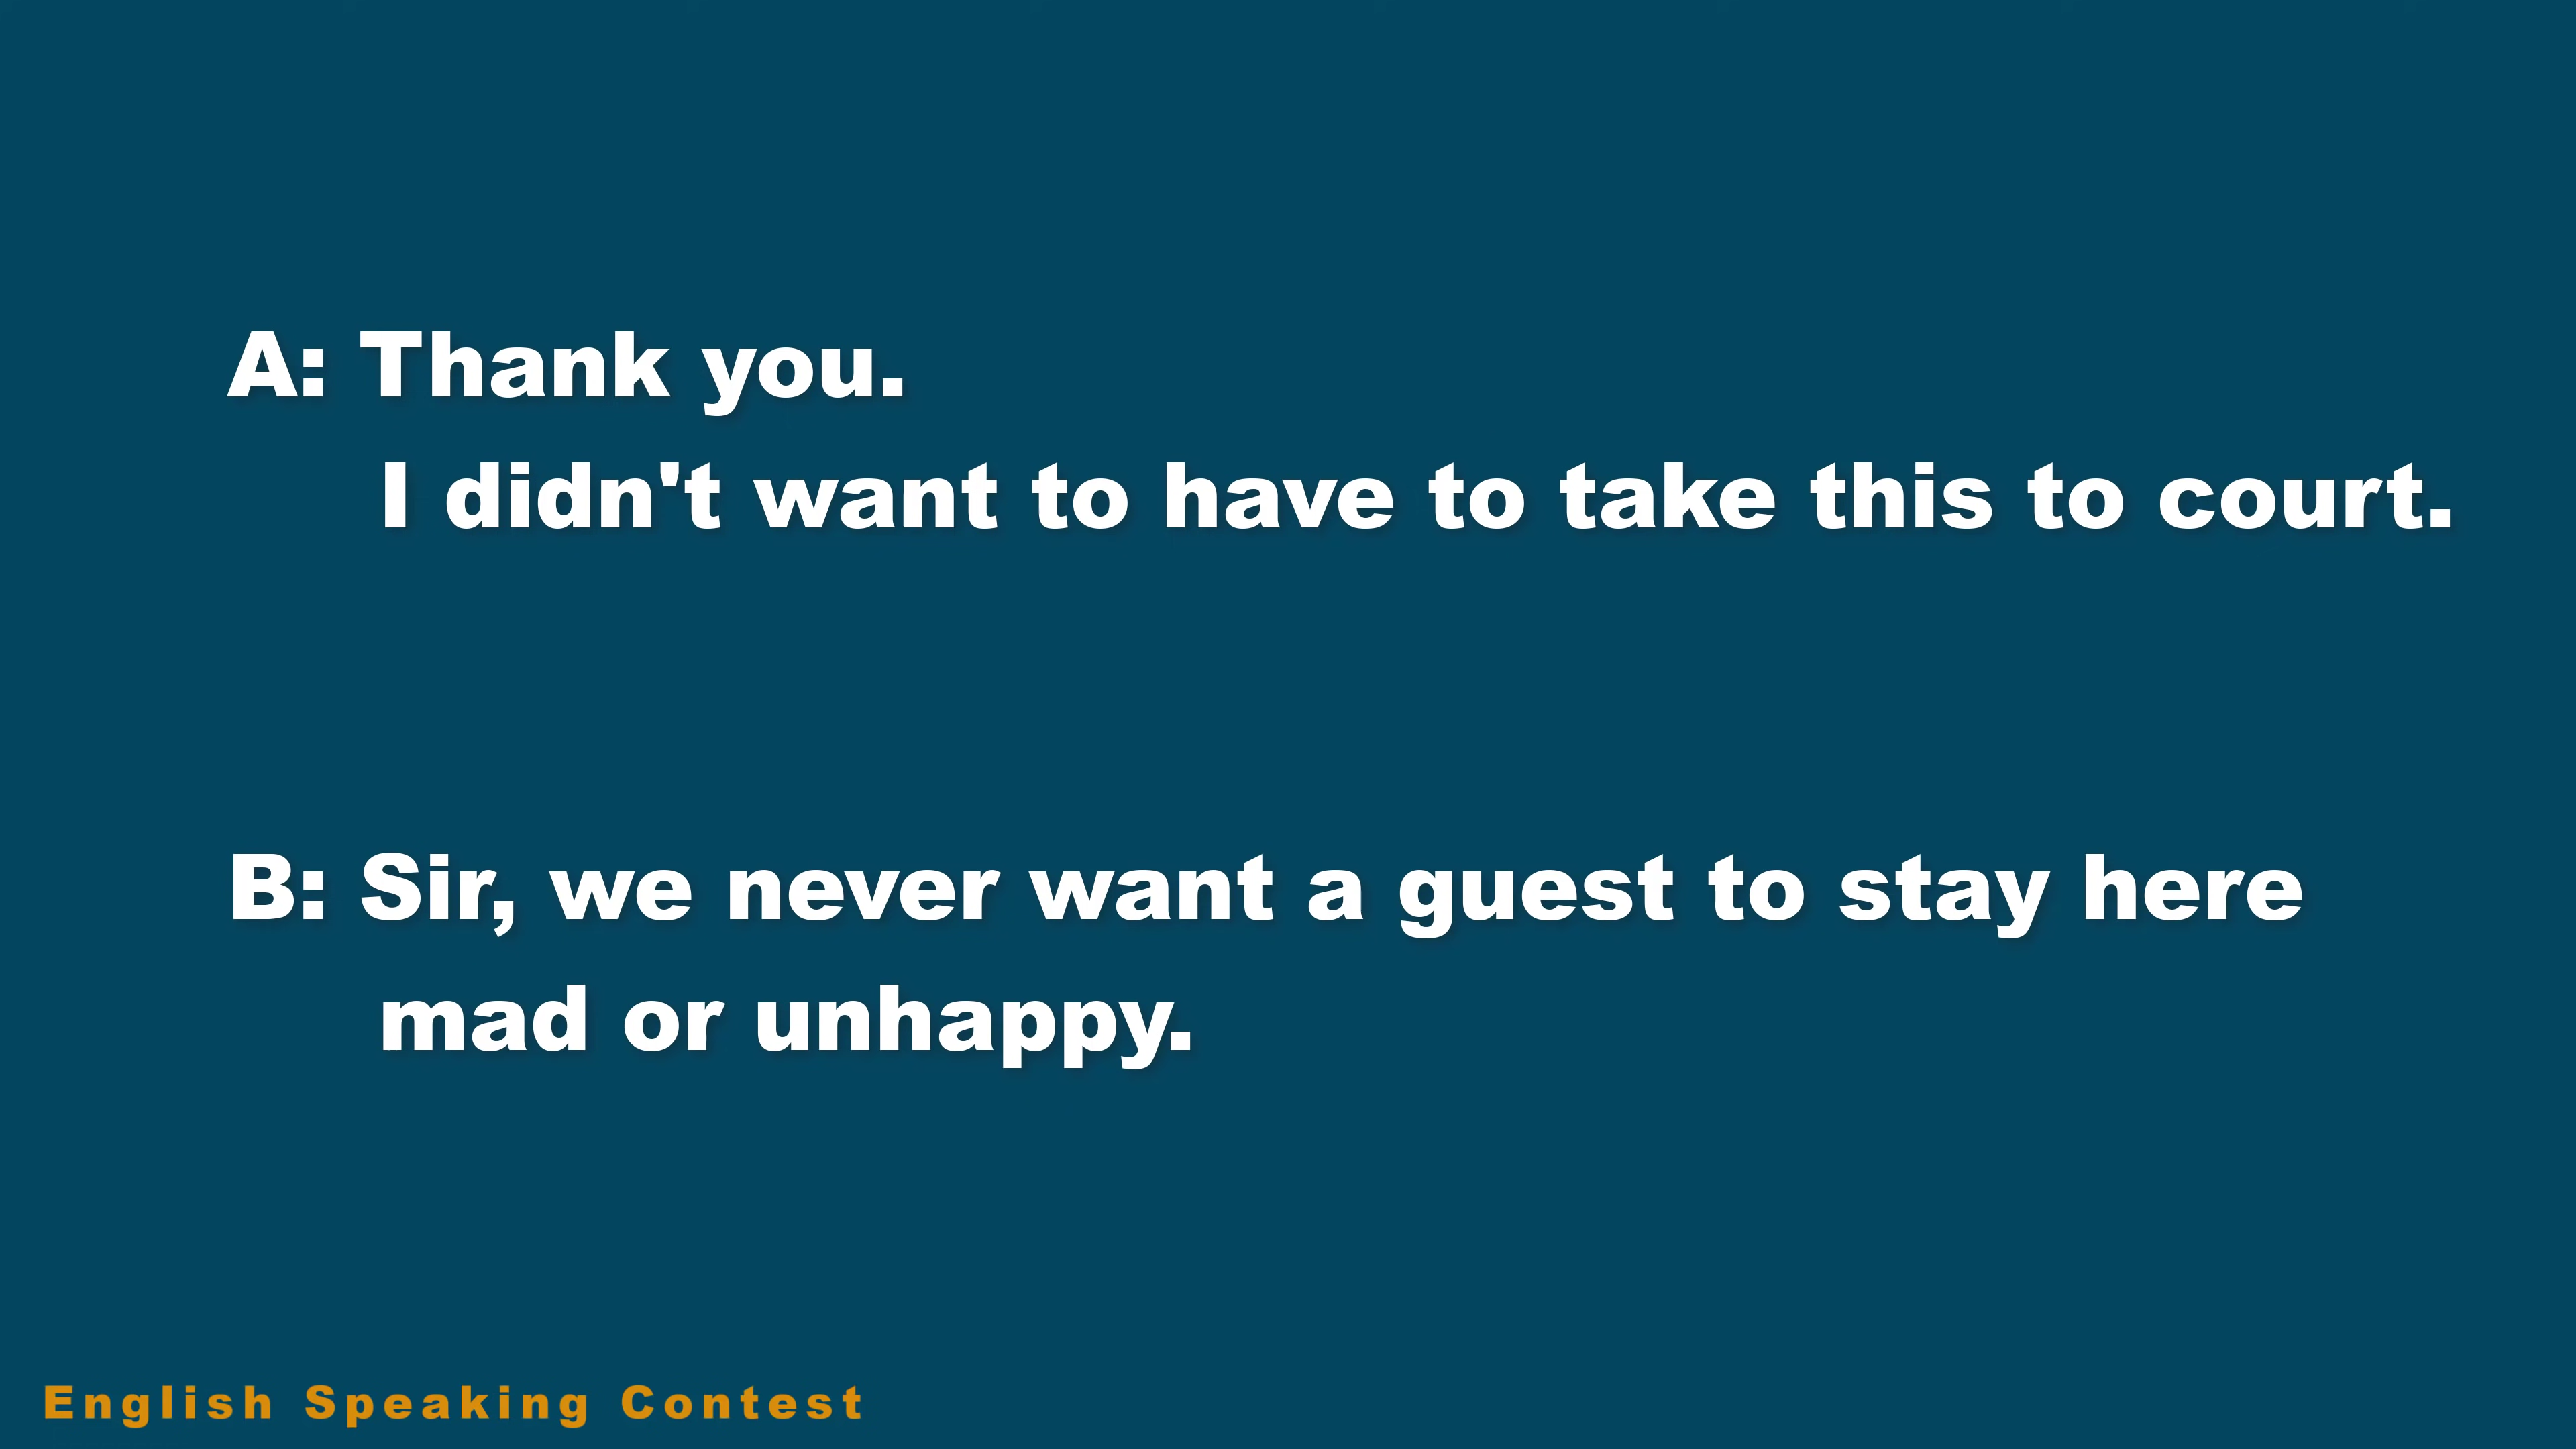 A: Thank you.
I didn't want to have to take this to court.
B: Sir, we never want a guest to stay here
mad or unhappy.
English Speaking Contest